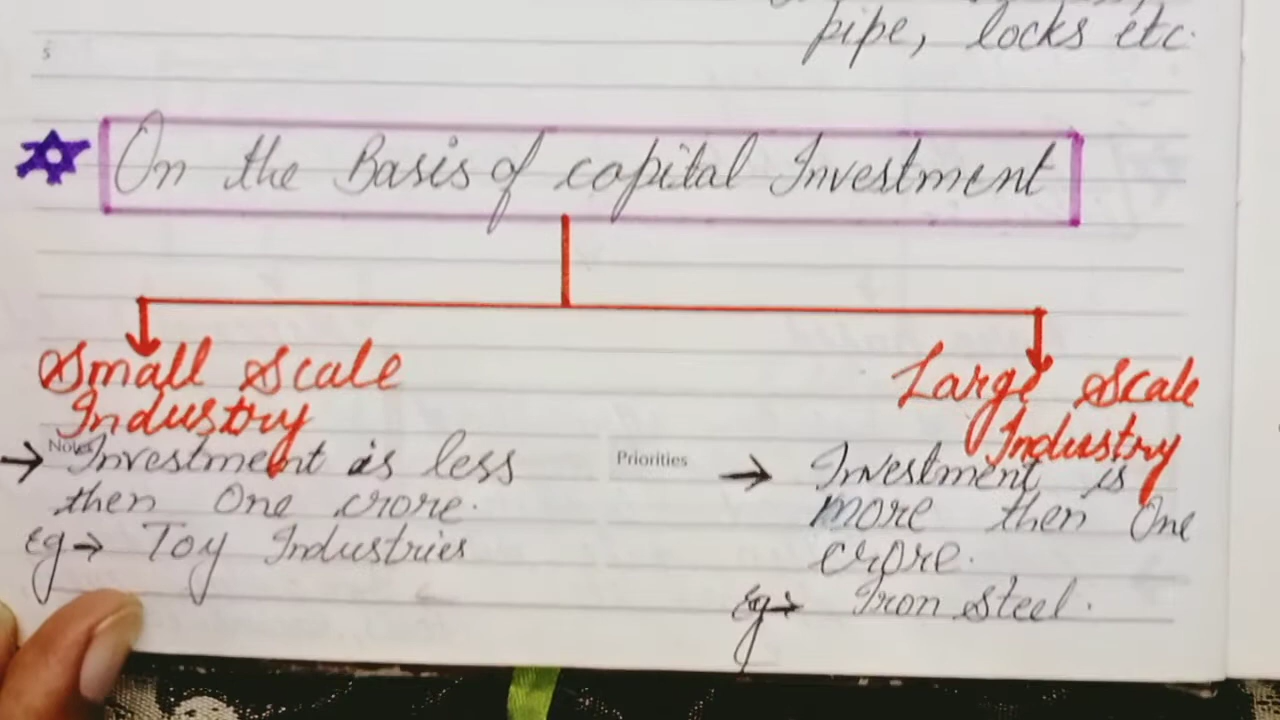 pipe, locks etc.
On the Basis of capital Investment
Small Scale
Industry
Notes
→ Investment is less
then One crore.
Eg → Toy Industries
Large Scale
Industry
Priorities
→ Investment is
more then One
crore.
Eg → Iron Steel.